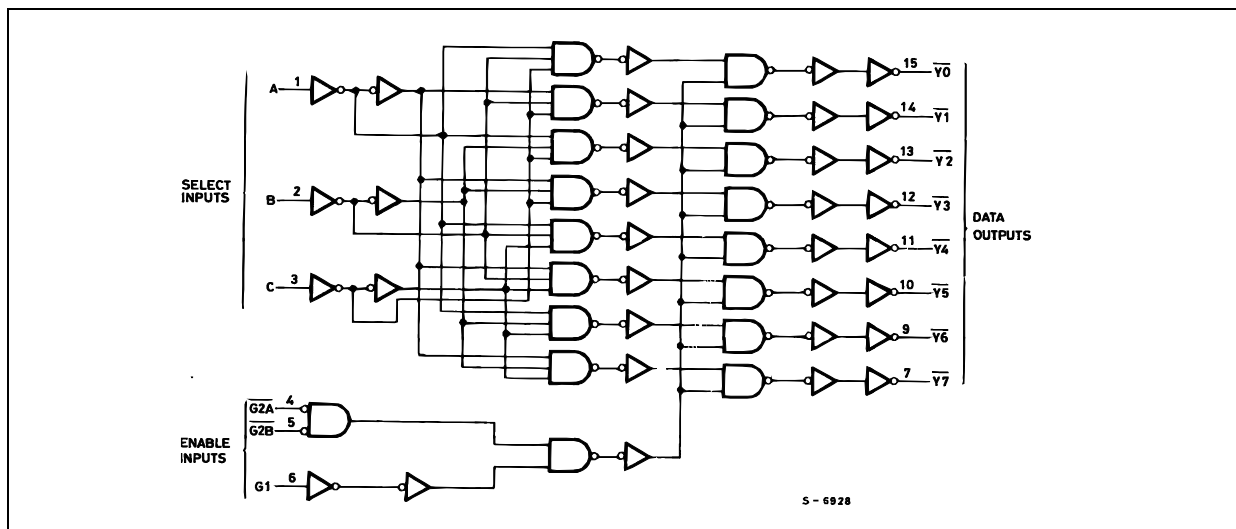 A 1
SELECT
INPUTS
B 2
C 3
G2A 4
G2B 5
ENABLE
INPUTS
G1 6
15 Y0
14 Y1
13 Y2
12 Y3
11 Y4
10 Y5
9 Y6
7 Y7
DATA
OUTPUTS
S-6928